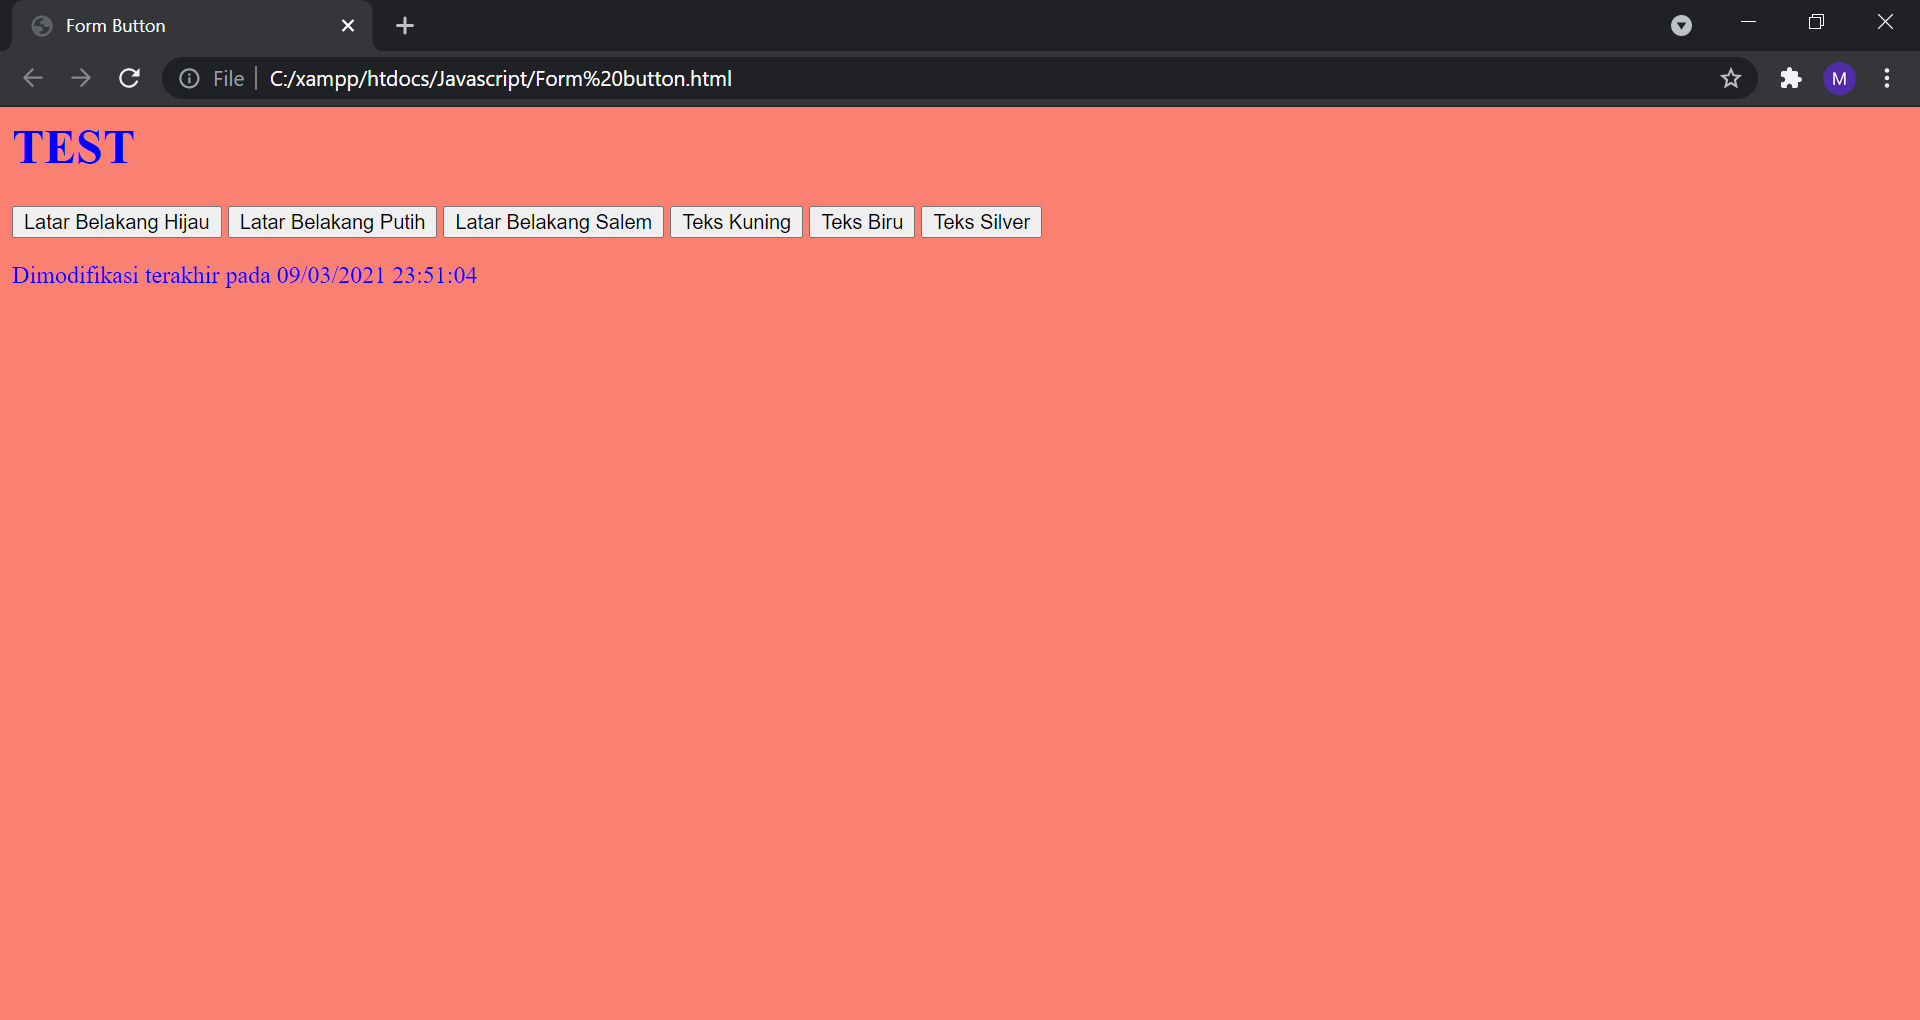 Form Button
File
C:/xampp/htdocs/Javascript/Form%20button.html
M
TEST
Latar Belakang Hijau Latar Belakang Putih Latar Belakang Salem Teks Kuning Teks Biru Teks Silver
Dimodifikasi terakhir pada 09/03/2021 23:51:04